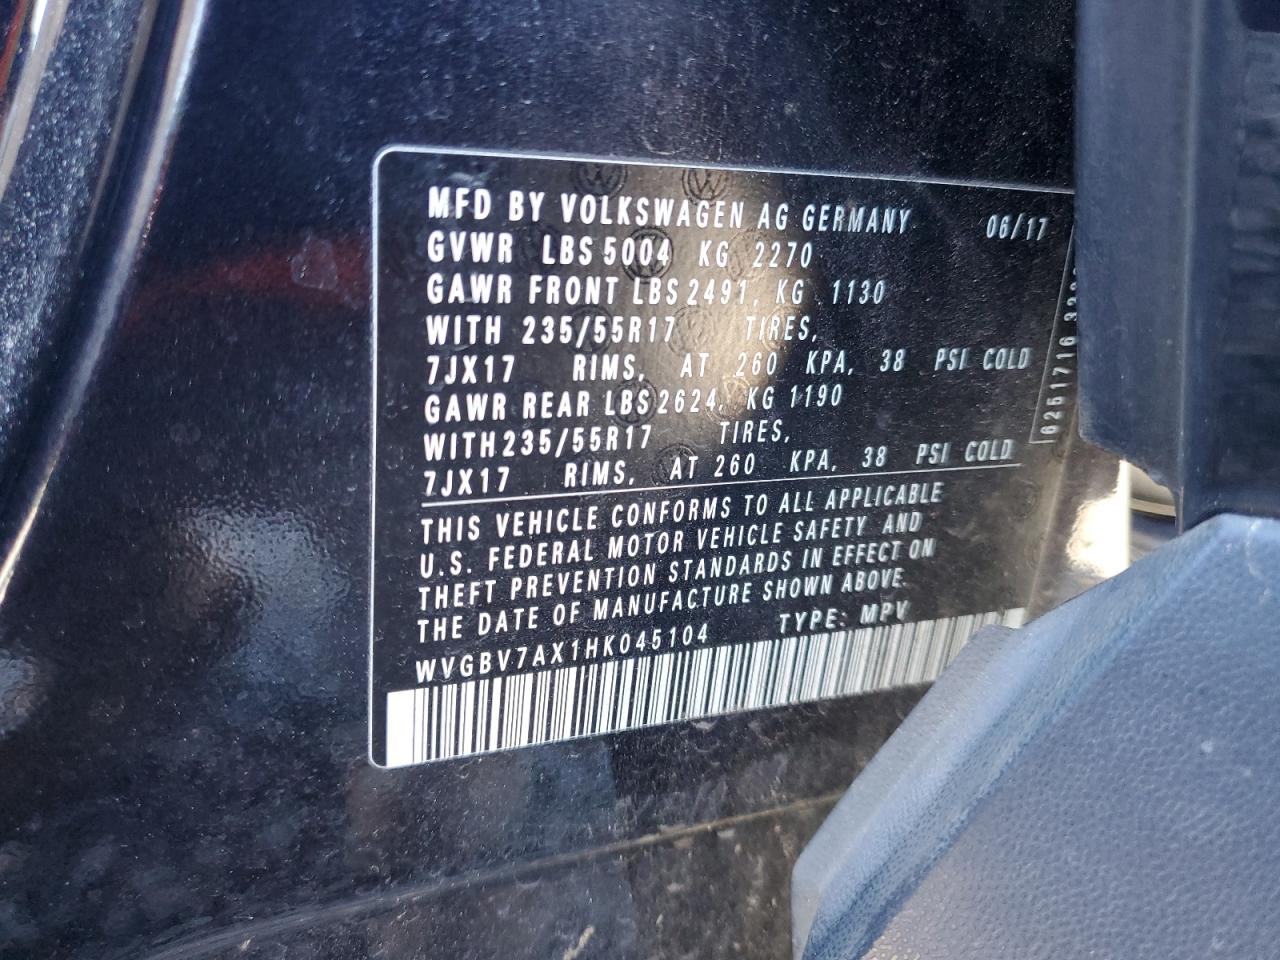 MFD BY VOLKSWAGEN AG GERMANY 06/17
GVWR LBS 5004 KG 2270
GAWR FRONT LBS 2491, KG 1130
WITH 235/55R17 TIRES,
7JX17 RIMS, AT 260 KPA, 38 PSI COLD
GAWR REAR LBS 2624, KG 1190
WITH 235/55R17 TIRES,
7JX17 RIMS, AT 260 KPA, 38 PSI COLD
THIS VEHICLE CONFORMS TO ALL APPLICABLE
U.S. FEDERAL MOTOR VEHICLE SAFETY AND
THEFT PREVENTION STANDARDS IN EFFECT ON
THE DATE OF MANUFACTURE SHOWN ABOVE.
WVGBV7AX1HK045104 TYPE: MPV
6251716